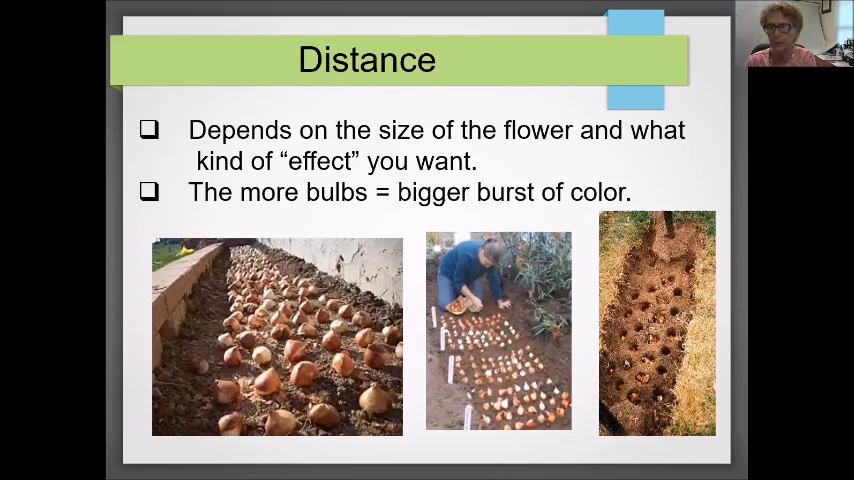 Distance
Depends on the size of the flower and what
kind of “effect” you want.
The more bulbs = bigger burst of color.